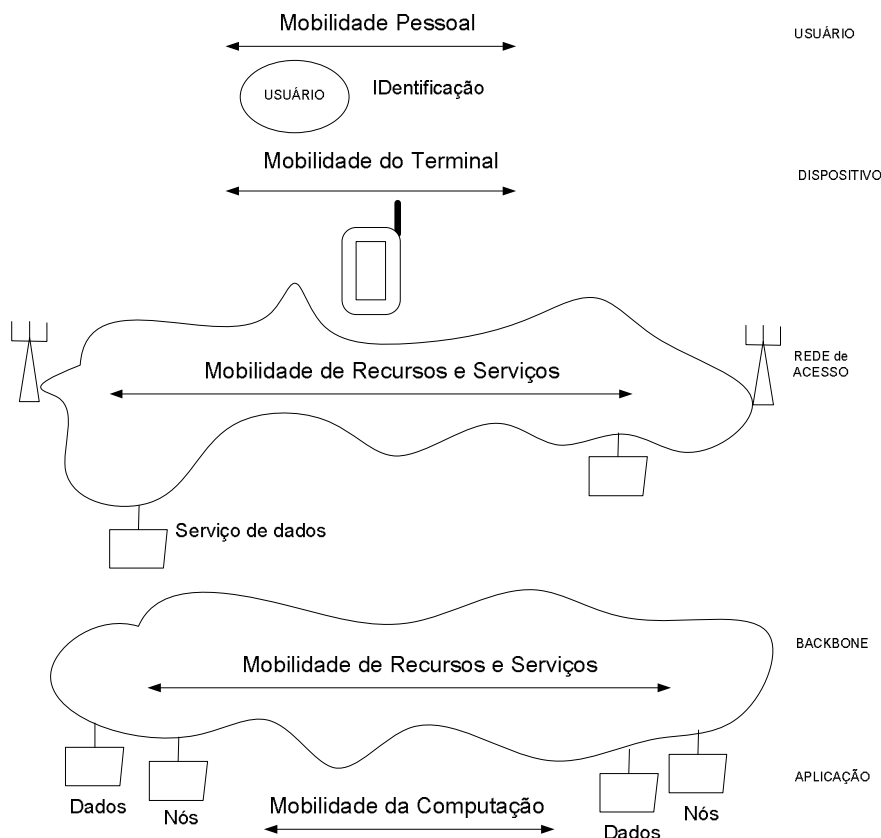 Mobilidade Pessoal
USUÁRIO
USUÁRIO
IDentificação
Mobilidade do Terminal
DISPOSITIVO
Mobilidade de Recursos e Serviços
REDE de
ACESSO
Serviço de dados
BACKBONE
Mobilidade de Recursos e Serviços
APLICAÇÃO
Dados
Nós
Mobilidade da Computação
Dados
Nós